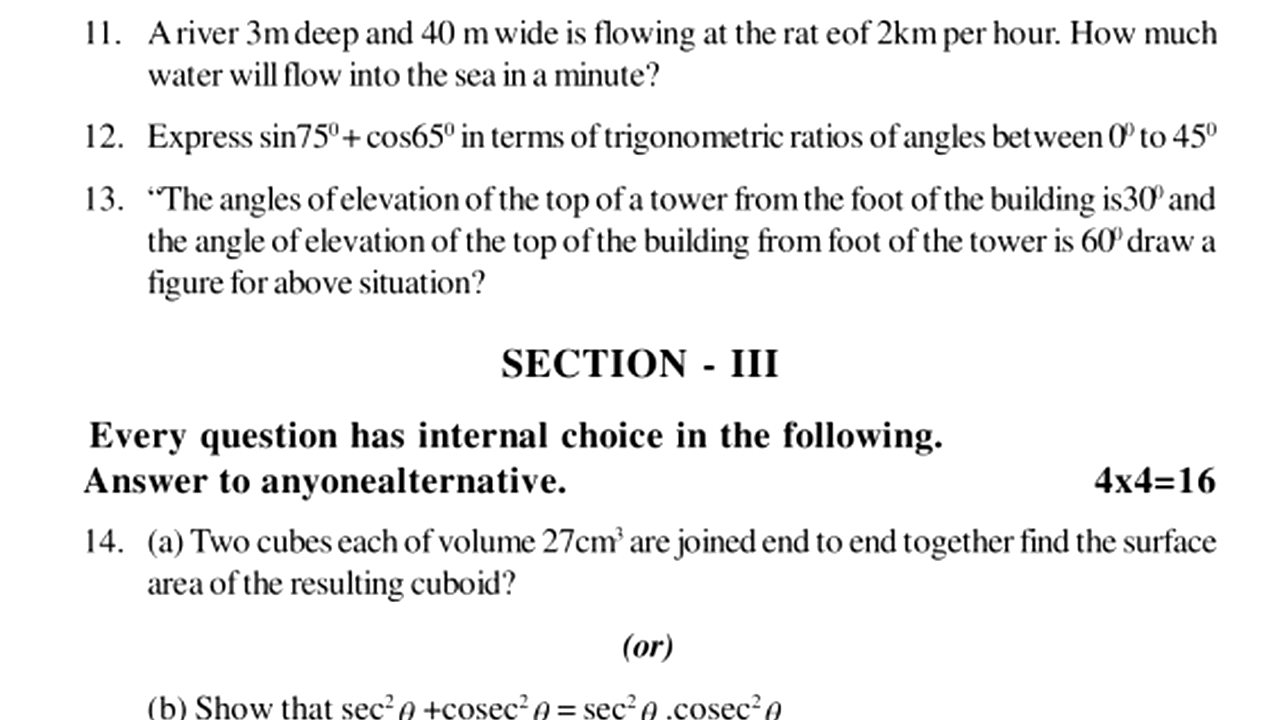 11. A river 3m deep and 40 m wide is flowing at the rat eof 2km per hour. How much
water will flow into the sea in a minute?
12. Express sin75⁰ + cos65⁰ in terms of trigonometric ratios of angles between 0⁰ to 45⁰
13. “The angles of elevation of the top of a tower from the foot of the building is30⁰ and
the angle of elevation of the top of the building from foot of the tower is 60⁰ draw a
figure for above situation?
SECTION - III
Every question has internal choice in the following.
Answer to anyonealternative. 4x4=16
14. (a) Two cubes each of volume 27cm³ are joined end to end together find the surface
area of the resulting cuboid?
(or)
(b) Show that sec² θ +cosec² θ = sec² θ .cosec² θ